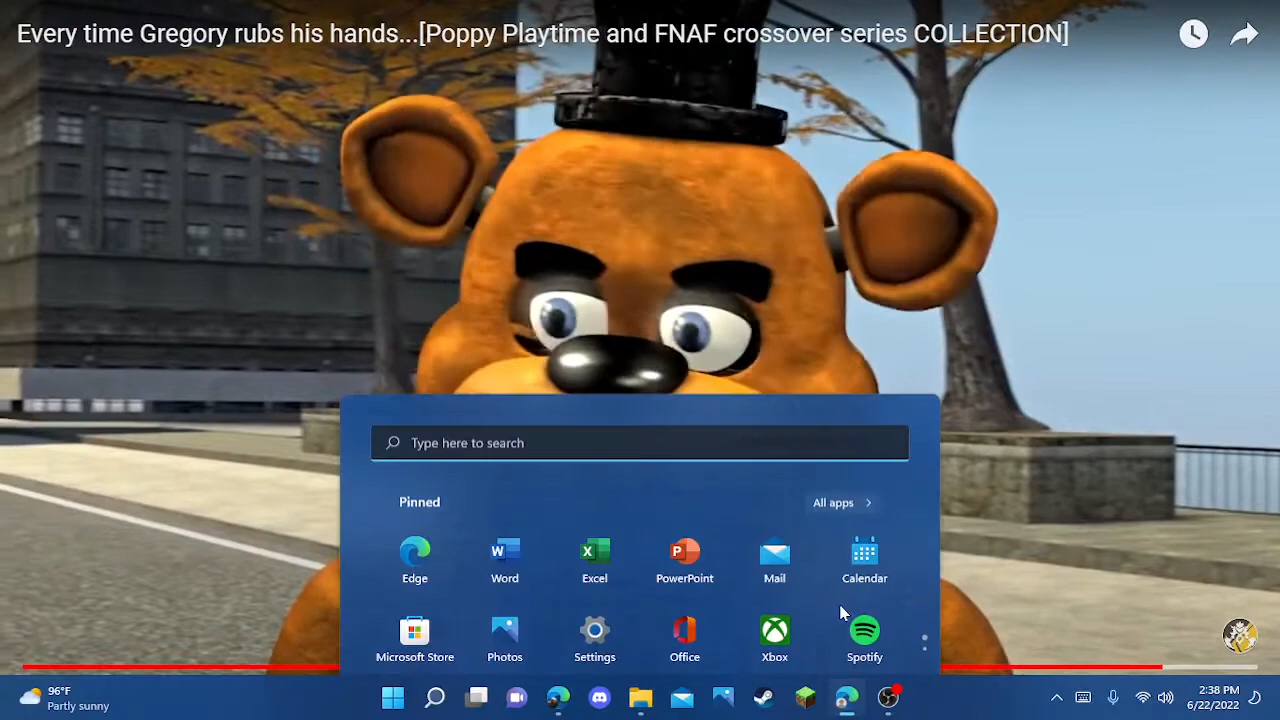 Every time Gregory rubs his hands...[Poppy Playtime and FNAF crossover series COLLECTION]
Type here to search
Pinned
All apps
Edge
Word
Excel
PowerPoint
Mail
Calendar
Microsoft Store
Photos
Settings
Office
Xbox
Spotify
96°F
Partly sunny
2:38 PM
6/22/2022